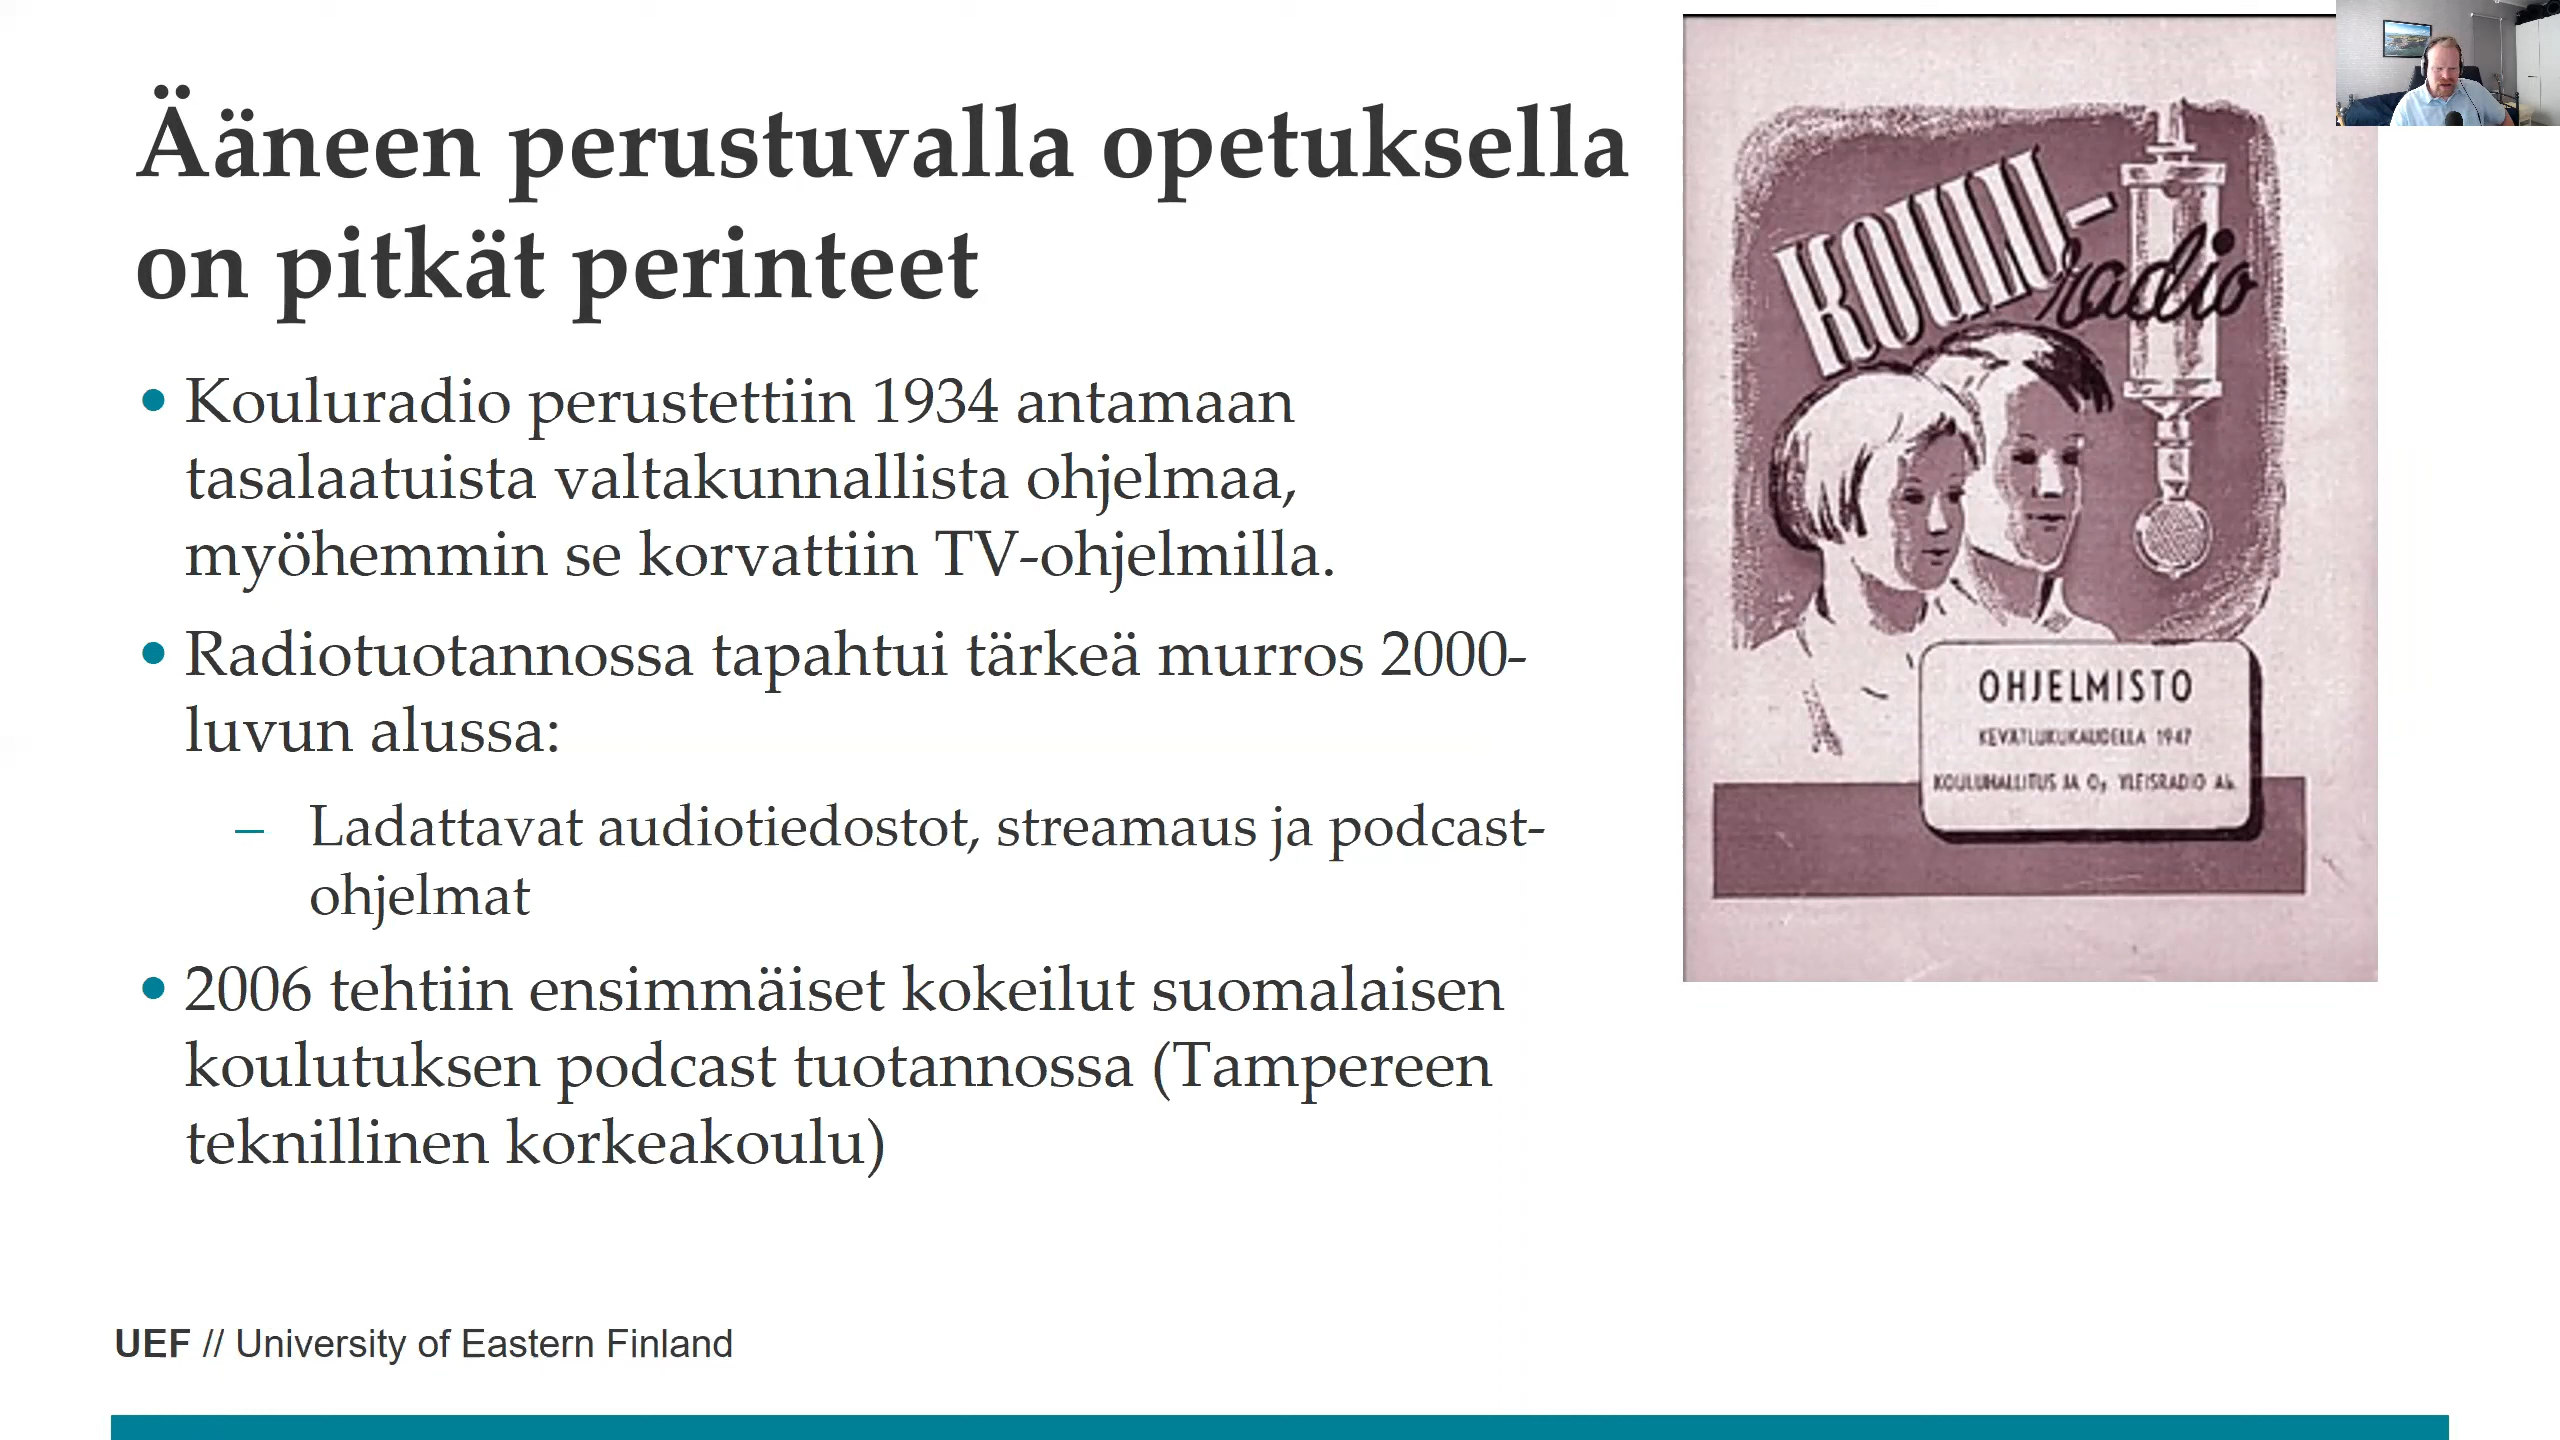 Ääneen perustuvalla opetuksella
on pitkät perinteet
• Kouluradio perustettiin 1934 antamaan
tasalaatuista valtakunnallista ohjelmaa,
myöhemmin se korvattiin TV-ohjelmilla.
• Radiotuotannossa tapahtui tärkeä murros 2000-
luvun alussa:
– Ladattavat audiotiedostot, streamaus ja podcast-
ohjelmat
• 2006 tehtiin ensimmäiset kokeilut suomalaisen
koulutuksen podcast tuotannossa (Tampereen
teknillinen korkeakoulu)
KOULU-
radio
OHJELMISTO
KEVÄTLUKUKAUDELLA 1947
KOULUHALLITUS JA Oy YLEISRADIO Ab.
UEF // University of Eastern Finland